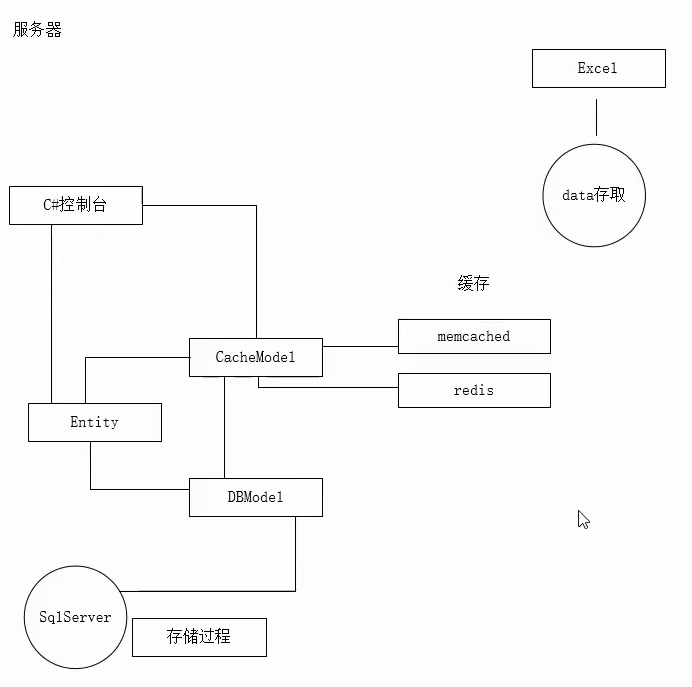 服务器
Excel
data存取
C#控制台
缓存
memcached
CacheModel
redis
Entity
DBModel
SqlServer
存储过程